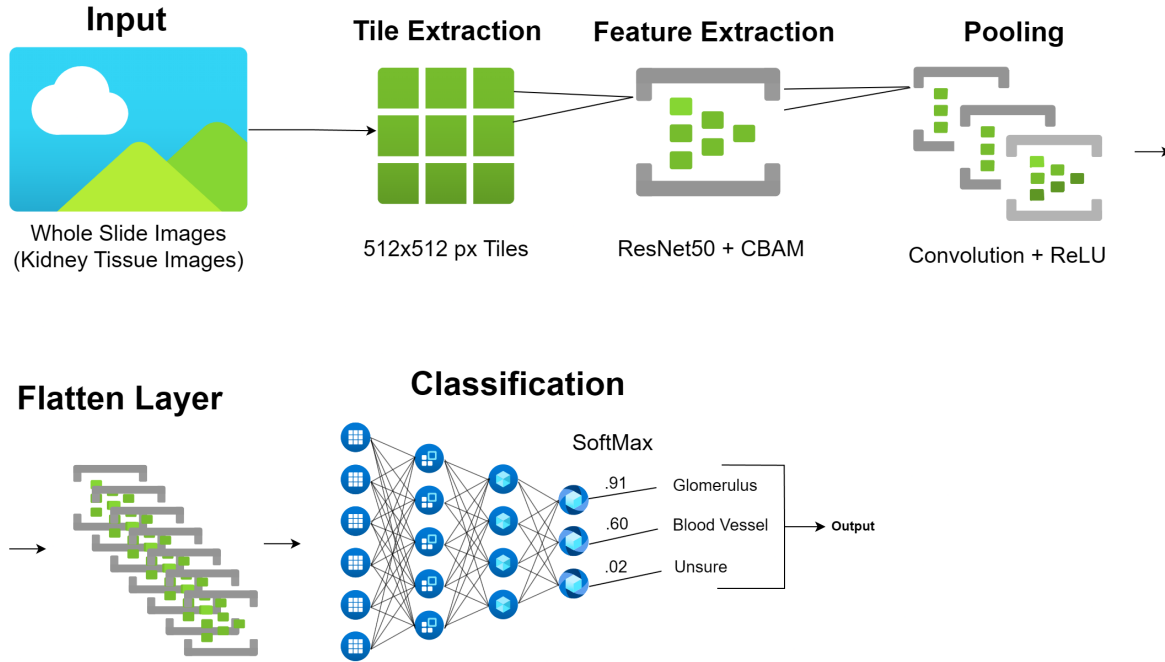 Input
Tile Extraction
Feature Extraction
Pooling
Whole Slide Images
(Kidney Tissue Images)
512x512 px Tiles
ResNet50 + CBAM
Convolution + ReLU
Flatten Layer
Classification
SoftMax
.91
Glomerulus
.60
Blood Vessel
.02
Unsure
Output